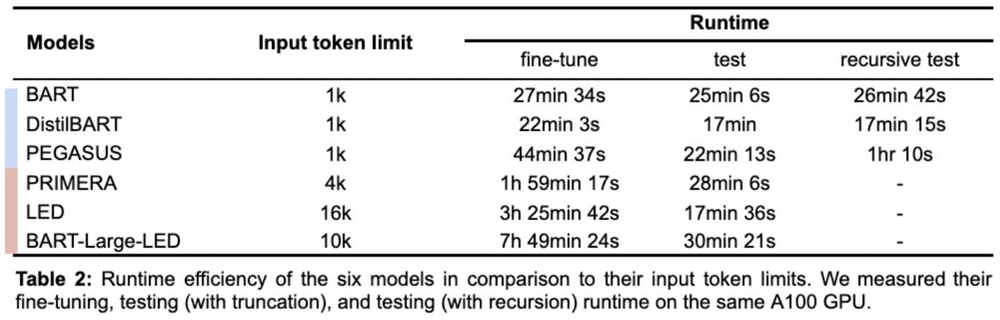 Models Input token limit Runtime
fine-tune test recursive test
BART 1k 27min 34s 25min 6s 26min 42s
DistilBART 1k 22min 3s 17min 17min 15s
PEGASUS 1k 44min 37s 22min 13s 1hr 10s
PRIMERA 4k 1h 59min 17s 28min 6s -
LED 16k 3h 25min 42s 17min 36s -
BART-Large-LED 10k 7h 49min 24s 30min 21s -
Table 2: Runtime efficiency of the six models in comparison to their input token limits. We measured their
fine-tuning, testing (with truncation), and testing (with recursion) runtime on the same A100 GPU.